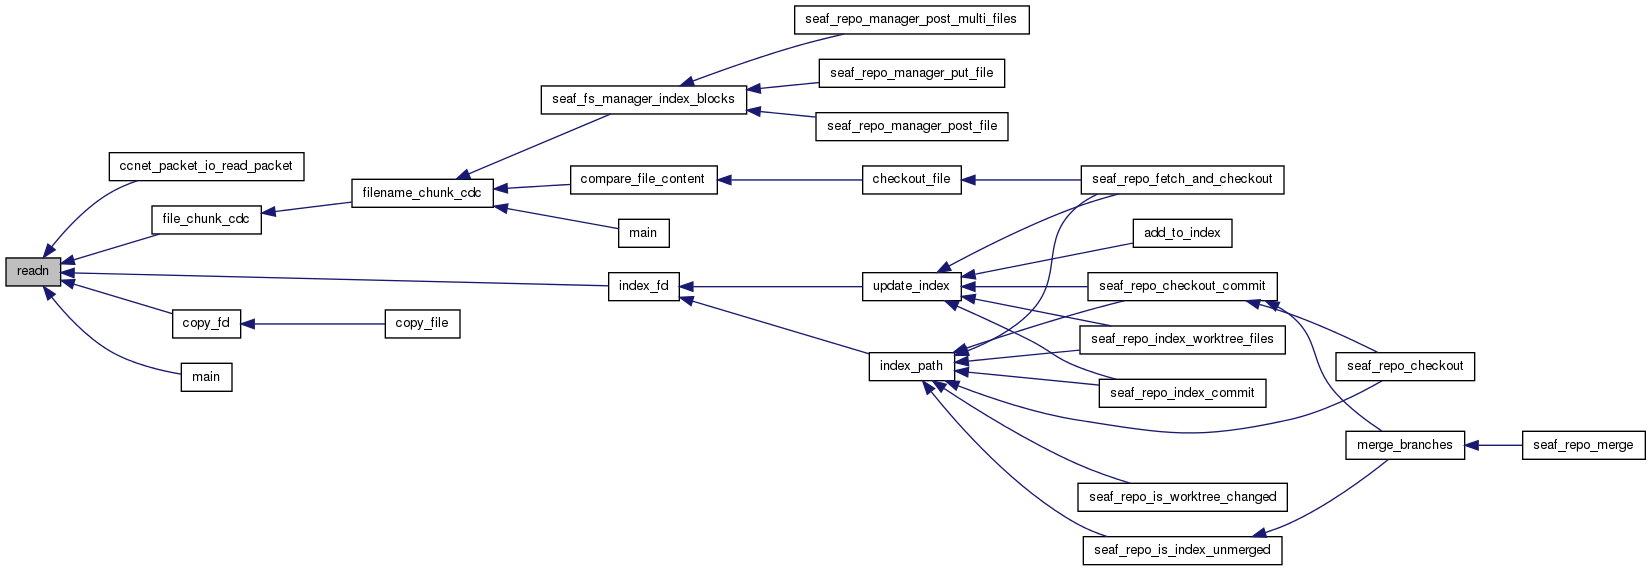 seaf_repo_manager_post_multi_files
seaf_repo_manager_put_file
seaf_fs_manager_index_blocks
seaf_repo_manager_post_file
ccnet_packet_io_read_packet
compare_file_content
checkout_file
seaf_repo_fetch_and_checkout
filename_chunk_cdc
file_chunk_cdc
main
add_to_index
readn
index_fd
update_index
seaf_repo_checkout_commit
copy_fd
copy_file
seaf_repo_index_worktree_files
index_path
seaf_repo_checkout
main
seaf_repo_index_commit
merge_branches
seaf_repo_merge
seaf_repo_is_worktree_changed
seaf_repo_is_index_unmerged